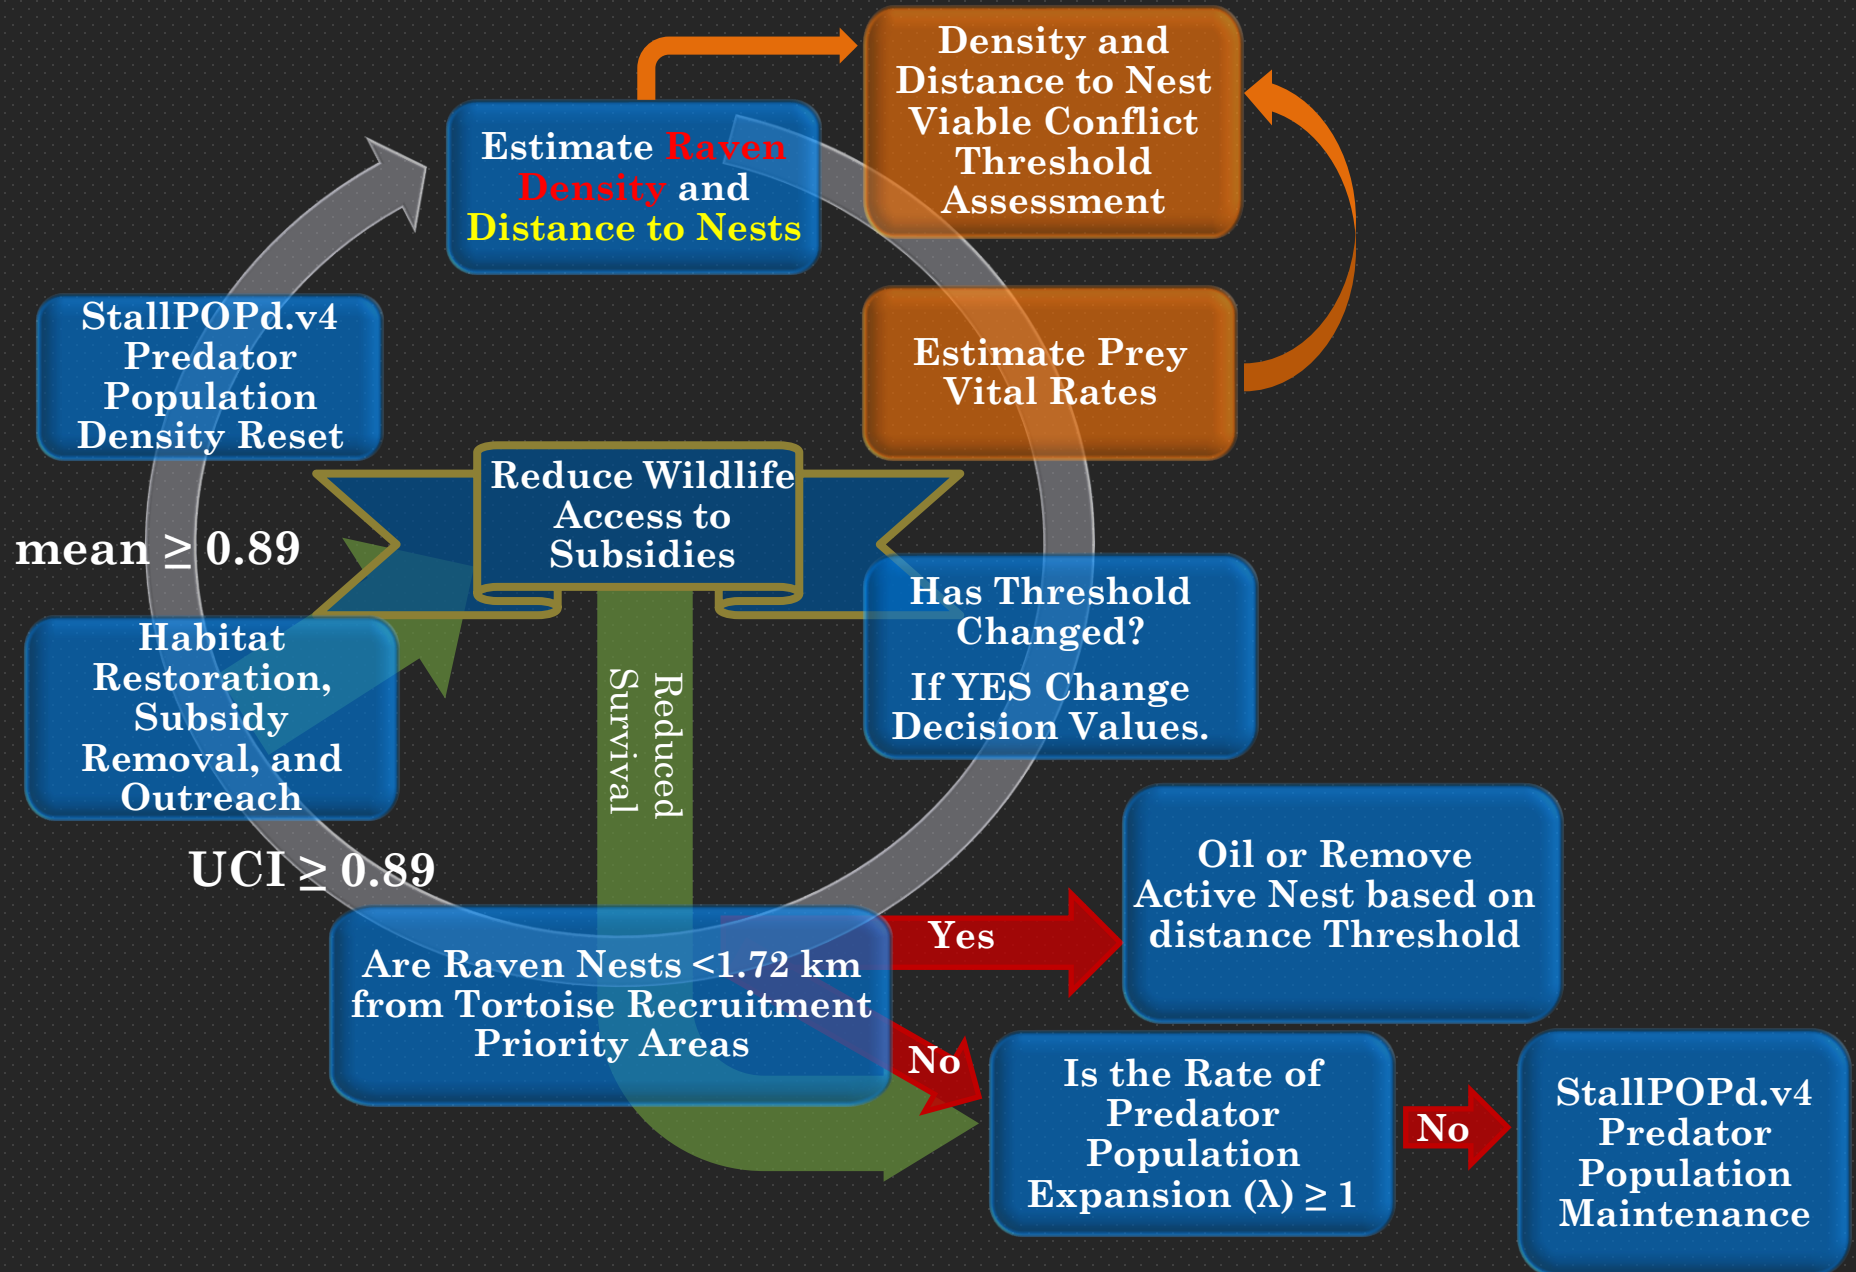 Estimate Raven
Density and
Distance to Nests
Density and
Distance to Nest
Viable Conflict
Threshold
Assessment
Estimate Prey
Vital Rates
StallPOPd.v4
Predator
Population
Density Reset
Reduce Wildlife
Access to
Subsidies
mean ≥ 0.89
Has Threshold
Changed?
If YES Change
Decision Values.
Habitat
Restoration,
Subsidy
Removal, and
Outreach
Reduced
Survival
UCI ≥ 0.89
Are Raven Nests <1.72 km
from Tortoise Recruitment
Priority Areas
Yes
Oil or Remove
Active Nest based on
distance Threshold
No
Is the Rate of
Predator
Population
Expansion (λ) ≥ 1
No
StallPOPd.v4
Predator
Population
Maintenance